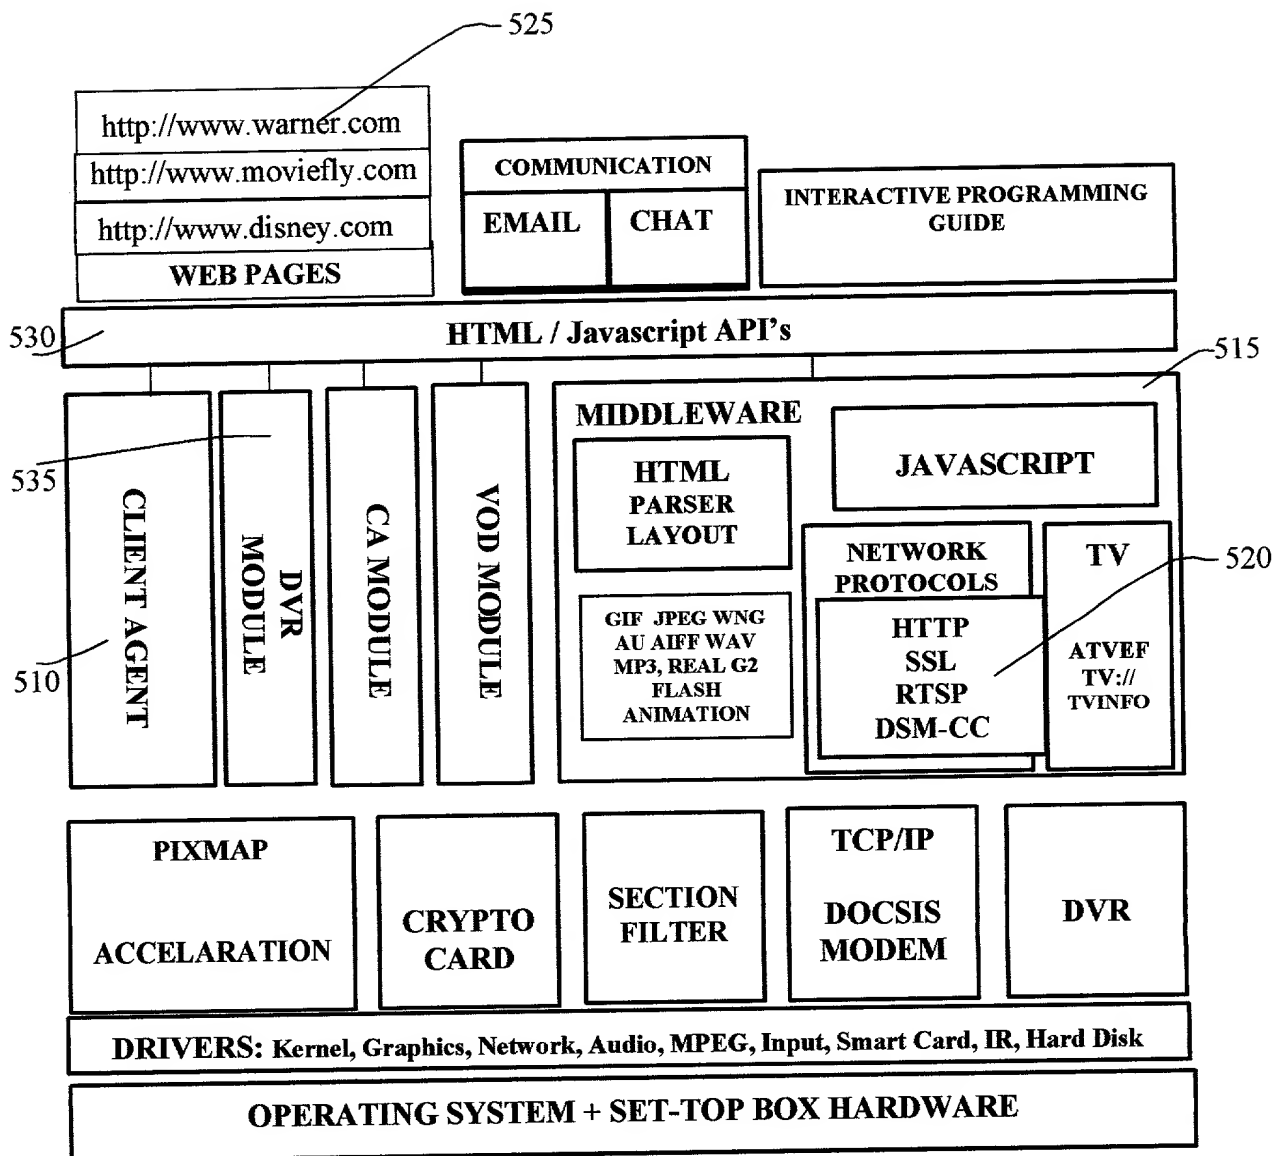 525
http://www.warner.com
http://www.moviefly.com
http://www.disney.com
WEB PAGES
COMMUNICATION
EMAIL
CHAT
INTERACTIVE PROGRAMMING
GUIDE
530
HTML / Javascript API's
515
535
510
CLIENT AGENT
DVR
MODULE
CA MODULE
VOD MODULE
MIDDLEWARE
HTML
PARSER
LAYOUT
JAVASCRIPT
GIF JPEG WNG
AU AIFF WAV
MP3, REAL G2
FLASH
ANIMATION
NETWORK
PROTOCOLS
HTTP
SSL
RTSP
DSM-CC
TV
ATVEF
TV://
TVINFO
520
PIXMAP
ACCELARATION
CRYPTO
CARD
SECTION
FILTER
TCP/IP
DOCSIS
MODEM
DVR
DRIVERS: Kernel, Graphics, Network, Audio, MPEG, Input, Smart Card, IR, Hard Disk
OPERATING SYSTEM + SET-TOP BOX HARDWARE